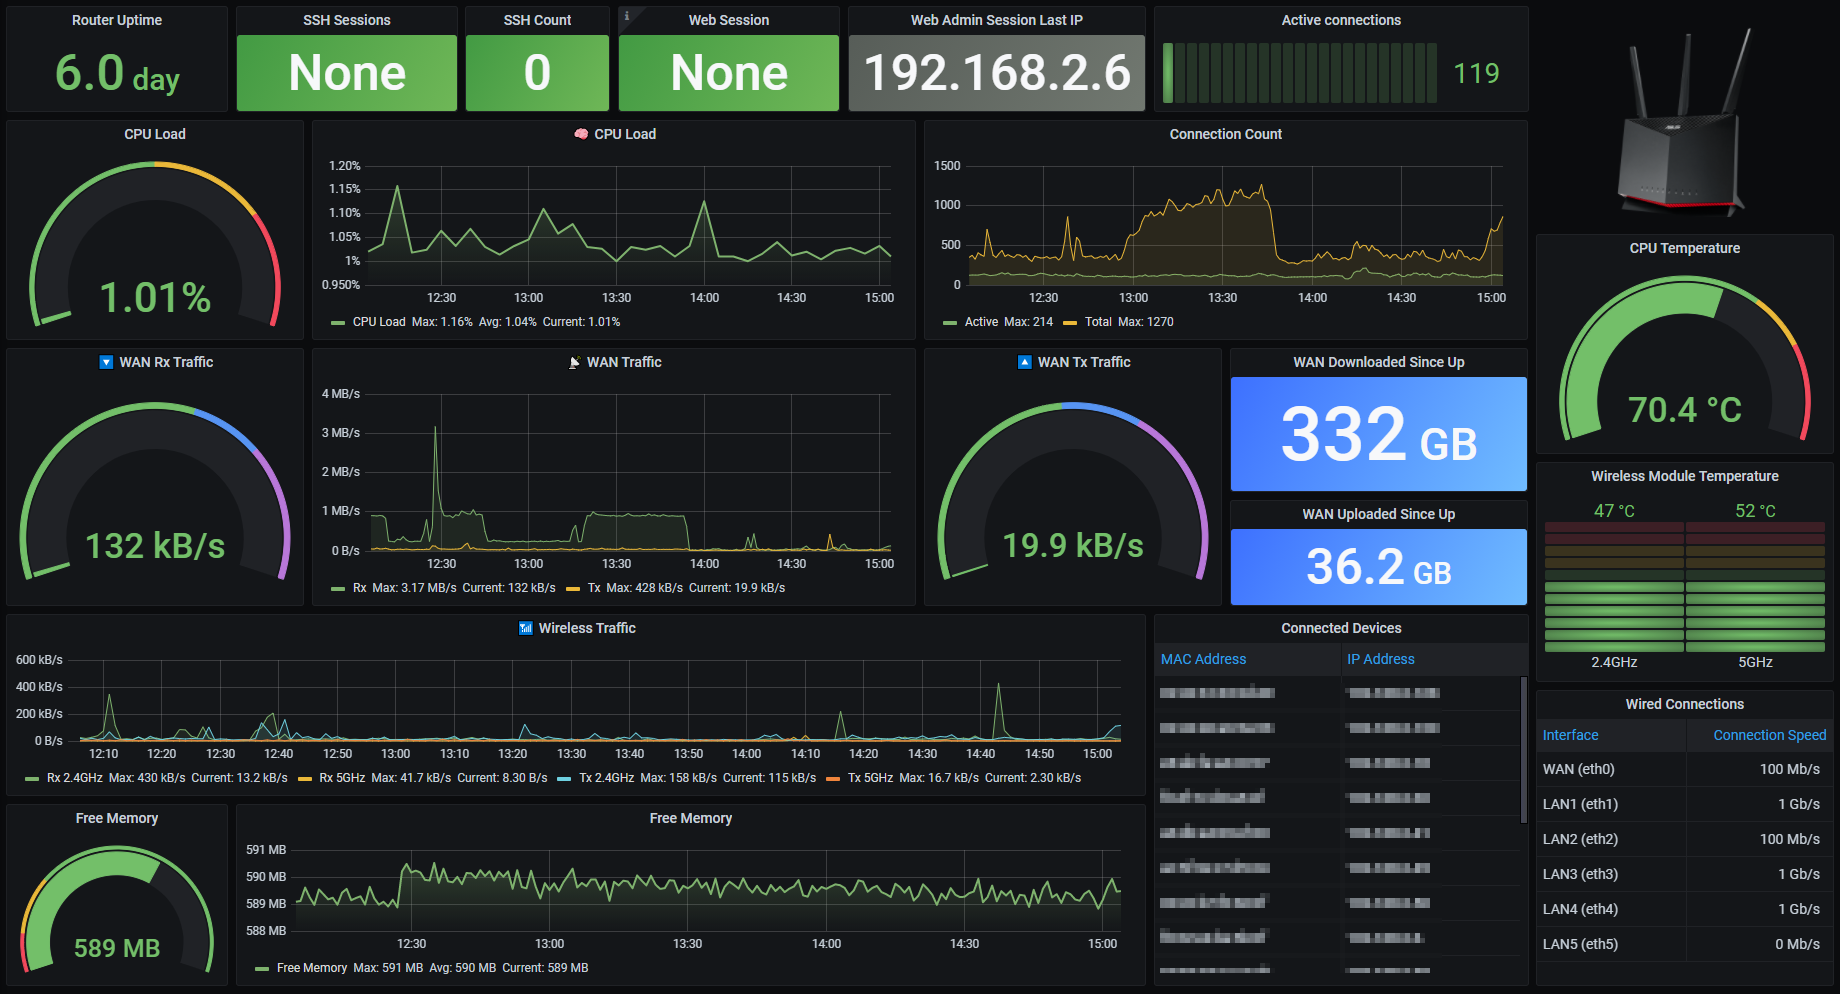 Router Uptime
6.0 day
SSH Sessions
None
SSH Count
0
Web Session
None
Web Admin Session Last IP
192.168.2.6
Active connections
119
CPU Load
1.01%
CPU Load
1.20%
1.15%
1.10%
1.05%
1%
0.950%
12:30 13:00 13:30 14:00 14:30 15:00
CPU Load Max: 1.16% Avg: 1.04% Current: 1.01%
Connection Count
1500
1000
500
0
12:30 13:00 13:30 14:00 14:30 15:00
Active Max: 214 Total Max: 1270
CPU Temperature
70.4 °C
WAN Rx Traffic
132 kB/s
WAN Traffic
4 MB/s
3 MB/s
2 MB/s
1 MB/s
0 B/s
12:30 13:00 13:30 14:00 14:30 15:00
Rx Max: 3.17 MB/s Current: 132 kB/s Tx Max: 428 kB/s Current: 19.9 kB/s
WAN Tx Traffic
19.9 kB/s
WAN Downloaded Since Up
332 GB
WAN Uploaded Since Up
36.2 GB
Wireless Module Temperature
47 °C 52 °C
2.4GHz 5GHz
Wireless Traffic
600 kB/s
400 kB/s
200 kB/s
0 B/s
12:10 12:20 12:30 12:40 12:50 13:00 13:10 13:20 13:30 13:40 13:50 14:00 14:10 14:20 14:30 14:40 14:50 15:00
Rx 2.4GHz Max: 430 kB/s Current: 13.2 kB/s Rx 5GHz Max: 41.7 kB/s Current: 8.30 B/s Tx 2.4GHz Max: 158 kB/s Current: 115 kB/s Tx 5GHz Max: 16.7 kB/s Current: 2.30 kB/s
Connected Devices
MAC Address IP Address
Wired Connections
Interface Connection Speed
WAN (eth0) 100 Mb/s
LAN1 (eth1) 1 Gb/s
LAN2 (eth2) 100 Mb/s
LAN3 (eth3) 1 Gb/s
LAN4 (eth4) 1 Gb/s
LAN5 (eth5) 0 Mb/s
Free Memory
589 MB
Free Memory
591 MB
590 MB
589 MB
588 MB
12:30 13:00 13:30 14:00 14:30 15:00
Free Memory Max: 591 MB Avg: 590 MB Current: 589 MB